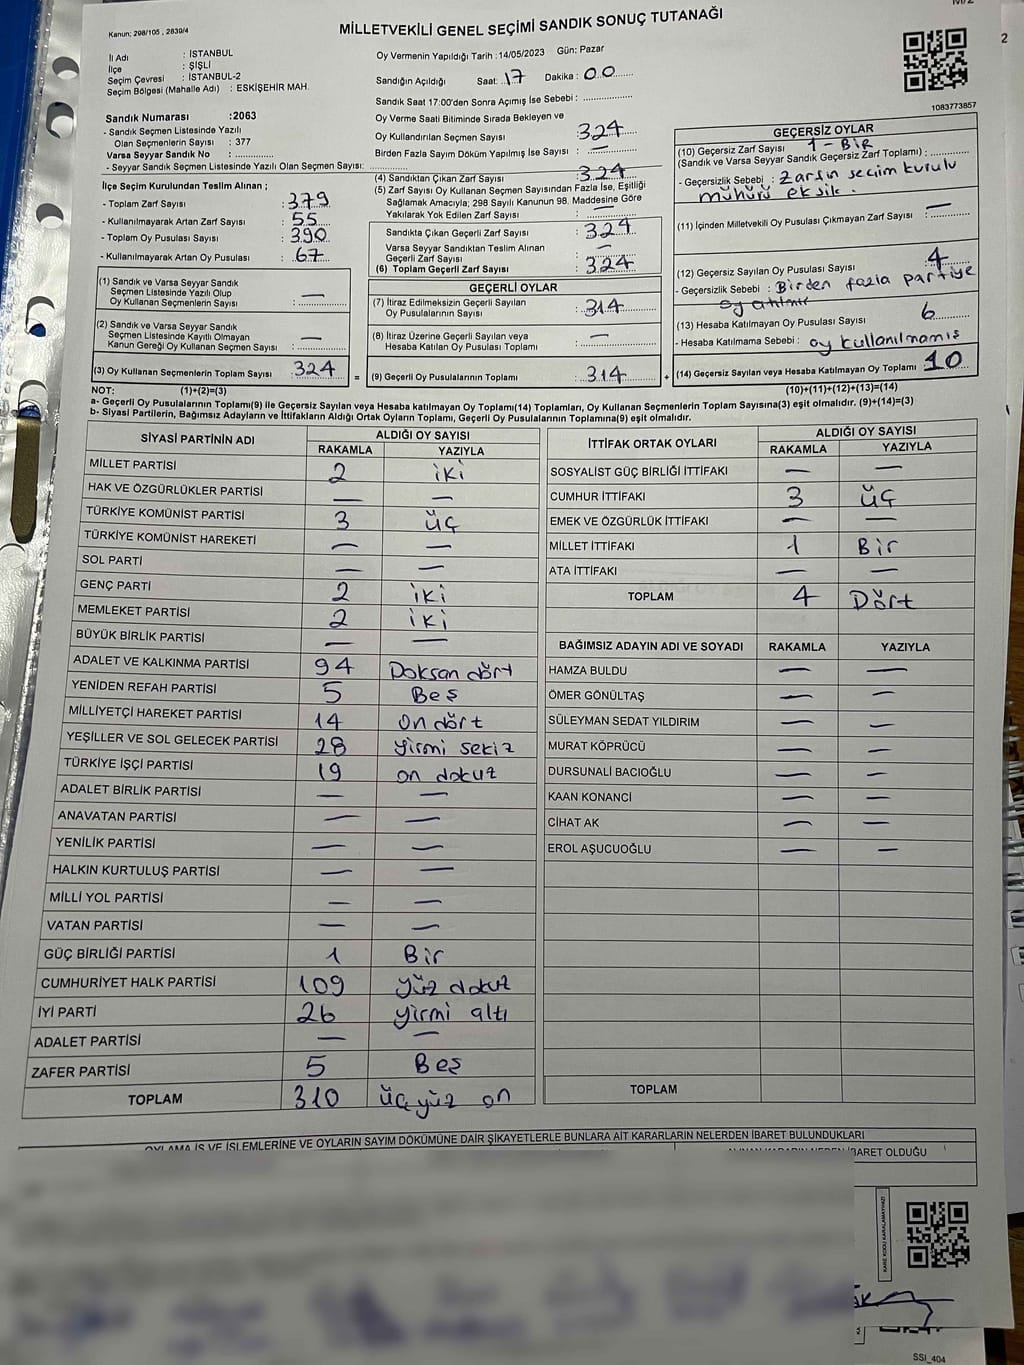 MV/2
2
Kanun: 298/105, 2839/4
MİLLETVEKİLİ GENEL SEÇİMİ SANDIK SONUÇ TUTANAĞI
İl Adı : İSTANBUL
İlçe : ŞİŞLİ
Seçim Çevresi : İSTANBUL-2
Seçim Bölgesi (Mahalle Adı) : ESKİŞEHİR MAH.
Sandık Numarası :2063
- Sandık Seçmen Listesinde Yazılı
Olan Seçmenlerin Sayısı : 377
Varsa Seyyar Sandık No : ..............
- Seyyar Sandık Seçmen Listesinde Yazılı Olan Seçmen Sayısı: ..............
İlçe Seçim Kurulundan Teslim Alınan ;
- Toplam Zarf Sayısı : 379
- Kullanılmayarak Artan Zarf Sayısı : 55
- Toplam Oy Pusulası Sayısı : 390
- Kullanılmayarak Artan Oy Pusulası : 67
(1) Sandık ve Varsa Seyyar Sandık
Seçmen Listesinde Yazılı Olup
Oy Kullanan Seçmenlerin Sayısı : —
(2) Sandık ve Varsa Seyyar Sandık
Seçmen Listesinde Kayıtlı Olmayan
Kanun Gereği Oy Kullanan Seçmen Sayısı : —
(3) Oy Kullanan Seçmenlerin Toplam Sayısı : 324
Oy Vermenin Yapıldığı Tarih :14/05/2023 Gün: Pazar
Sandığın Açıldığı Saat: 17 Dakika : 00
Sandık Saat 17:00'den Sonra Açımış İse Sebebi : ..............
Oy Verme Saati Bitiminde Sırada Bekleyen ve
Oy Kullandırılan Seçmen Sayısı : 324
Birden Fazla Sayım Döküm Yapılmış İse Sayısı : —
(4) Sandıktan Çıkan Zarf Sayısı : 324
(5) Zarf Sayısı Oy Kullanan Seçmen Sayısından Fazla İse, Eşitliği
Sağlamak Amacıyla; 298 Sayılı Kanunun 98. Maddesine Göre
Yakılarak Yok Edilen Zarf Sayısı : —
Sandıkta Çıkan Geçerli Zarf Sayısı : 324
Varsa Seyyar Sandıktan Teslim Alınan
Geçerli Zarf Sayısı : —
(6) Toplam Geçerli Zarf Sayısı : 324
GEÇERLİ OYLAR
(7) İtiraz Edilmeksizin Geçerli Sayılan
Oy Pusulalarının Sayısı : 314
(8) İtiraz Üzerine Geçerli Sayılan veya
Hesaba Katılan Oy Pusulası Toplamı : —
= (9) Geçerli Oy Pusulalarının Toplamı : 314 +
1083773857
GEÇERSİZ OYLAR
(10) Geçersiz Zarf Sayısı 1 - BİR
(Sandık ve Varsa Seyyar Sandık Geçersiz Zarf Toplamı) : ..............
- Geçersizlik Sebebi : Zarfın seçim kurulu
mühürü eksik.
(11) İçinden Milletvekili Oy Pusulası Çıkmayan Zarf Sayısı : —
(12) Geçersiz Sayılan Oy Pusulası Sayısı : 4
- Geçersizlik Sebebi : Birden fazla partiye
oy atılmış
(13) Hesaba Katılmayan Oy Pusulası Sayısı : 6
- Hesaba Katılmama Sebebi : oy kullanılmamış
(14) Geçersiz Sayılan veya Hesaba Katılmayan Oy Toplamı : 10
NOT: (1)+(2)=(3) (10)+(11)+(12)+(13)=(14)
a- Geçerli Oy Pusulalarının Toplamı(9) ile Geçersiz Sayılan veya Hesaba katılmayan Oy Toplamı(14) Toplamları, Oy Kullanan Seçmenlerin Toplam Sayısına(3) eşit olmalıdır. (9)+(14)=(3)
b- Siyasi Partilerin, Bağımsız Adayların ve İttifakların Aldığı Ortak Oyların Toplamı, Geçerli Oy Pusulalarının Toplamına(9) eşit olmalıdır.
SİYASİ PARTİNİN ADI ALDIĞI OY SAYISI
RAKAMLA YAZIYLA
MİLLET PARTİSİ 2 iki
HAK VE ÖZGÜRLÜKLER PARTİSİ — —
TÜRKİYE KOMÜNİST PARTİSİ 3 üç
TÜRKİYE KOMÜNİST HAREKETİ — —
SOL PARTİ — —
GENÇ PARTİ 2 iki
MEMLEKET PARTİSİ 2 iki
BÜYÜK BİRLİK PARTİSİ — —
ADALET VE KALKINMA PARTİSİ 94 Doksan dört
YENİDEN REFAH PARTİSİ 5 Beş
MİLLİYETÇİ HAREKET PARTİSİ 14 on dört
YEŞİLLER VE SOL GELECEK PARTİSİ 28 yirmi sekiz
TÜRKİYE İŞÇİ PARTİSİ 19 on dokuz
ADALET BİRLİK PARTİSİ — —
ANAVATAN PARTİSİ — —
YENİLİK PARTİSİ — —
HALKIN KURTULUŞ PARTİSİ — —
MİLLİ YOL PARTİSİ — —
VATAN PARTİSİ — —
GÜÇ BİRLİĞİ PARTİSİ 1 Bir
CUMHURİYET HALK PARTİSİ 109 yüz dokuz
İYİ PARTİ 26 yirmi altı
ADALET PARTİSİ — —
ZAFER PARTİSİ 5 Beş
TOPLAM 310 üç yüz on
İTTİFAK ORTAK OYLARI ALDIĞI OY SAYISI
RAKAMLA YAZIYLA
SOSYALİST GÜÇ BİRLİĞİ İTTİFAKI — —
CUMHUR İTTİFAKI 3 üç
EMEK VE ÖZGÜRLÜK İTTİFAKI — —
MİLLET İTTİFAKI 1 Bir
ATA İTTİFAKI — —
TOPLAM 4 Dört
BAĞIMSIZ ADAYIN ADI VE SOYADI RAKAMLA YAZIYLA
HAMZA BULDU — —
ÖMER GÖNÜLTAŞ — —
SÜLEYMAN SEDAT YILDIRIM — —
MURAT KÖPRÜCÜ — —
DURSUNALİ BACIOĞLU — —
KAAN KONANCİ — —
CİHAT AK — —
EROL AŞUCUOĞLU — —
TOPLAM
OYLAMA İŞ VE İŞLEMLERİNE VE OYLARIN SAYIM DÖKÜMÜNE DAİR ŞİKAYETLERLE BUNLARA AİT KARARLARIN NELERDEN İBARET BULUNDUKLARI
İBARET OLDUĞU
KARE KODU KARALAMAYINIZ!
SSI_404